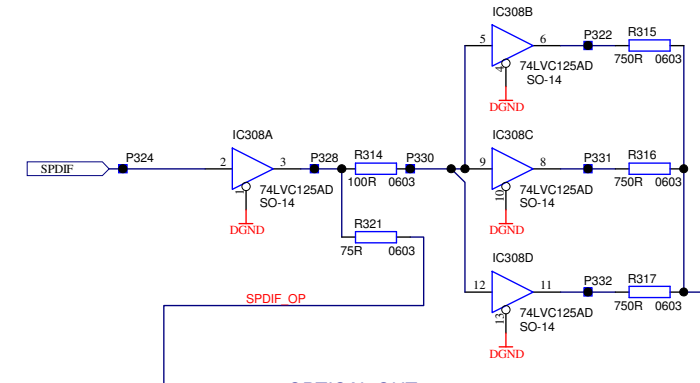 IC308B
5
6
P322
R315
4
74LVC125AD
750R
0603
SO-14
DGND
IC308A
IC308C
SPDIF
P324
2
3
P328
R314
P330
9
8
P331
R316
1
74LVC125AD
100R
0603
10
74LVC125AD
750R
0603
SO-14
SO-14
DGND
DGND
R321
75R
0603
IC308D
SPDIF_OP
12
11
P332
R317
13
74LVC125AD
750R
0603
SO-14
DGND